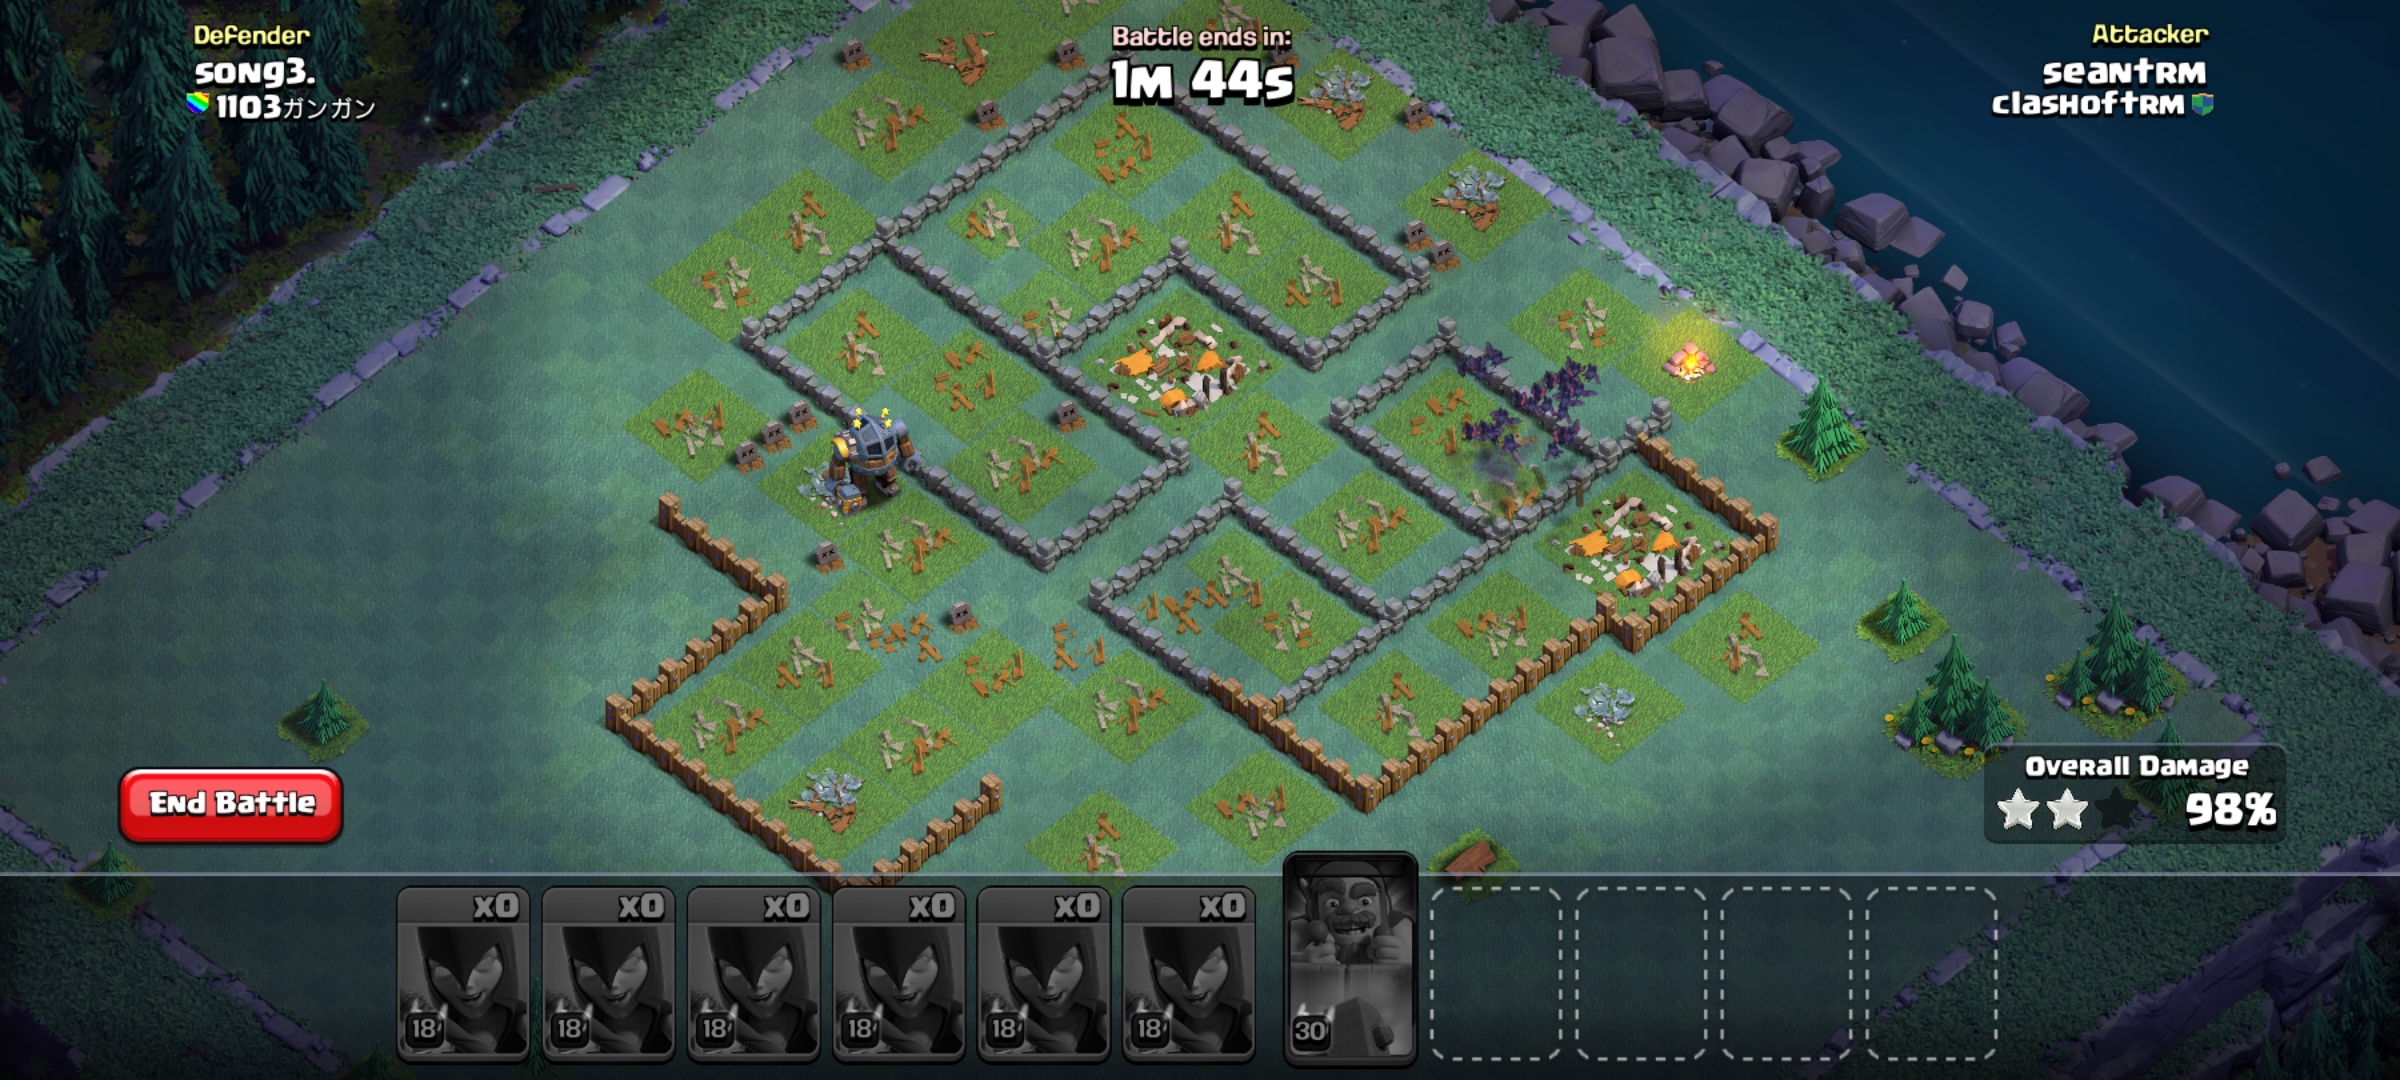 Defender
song3.
1103ガンガン
Battle ends in:
1M 44s
Attacker
seantRM
clashoftRM
End Battle
Overall Damage
98%
x0 x0 x0 x0 x0 x0
18 18 18 18 18 18 30